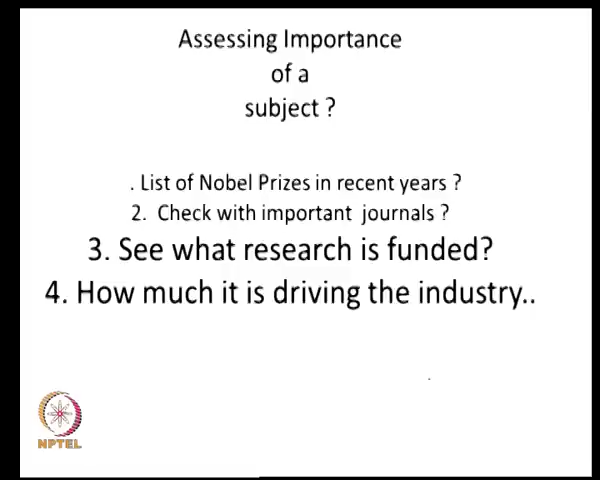 Assessing Importance
of a
subject ?
. List of Nobel Prizes in recent years ?
2. Check with important journals ?
3. See what research is funded?
4. How much it is driving the industry..
NPTEL